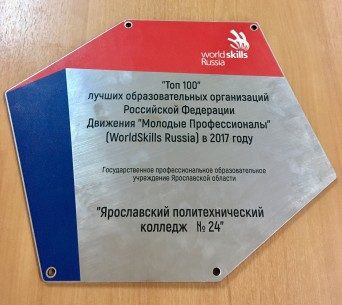 worldskills
Russia
"Топ 100"
лучших образовательных организаций
Российской Федерации
Движения "Молодые Профессионалы"
(WorldSkills Russia) в 2017 году
Государственное профессиональное образовательное
учреждение Ярославской области
"Ярославский политехнический
колледж № 24"